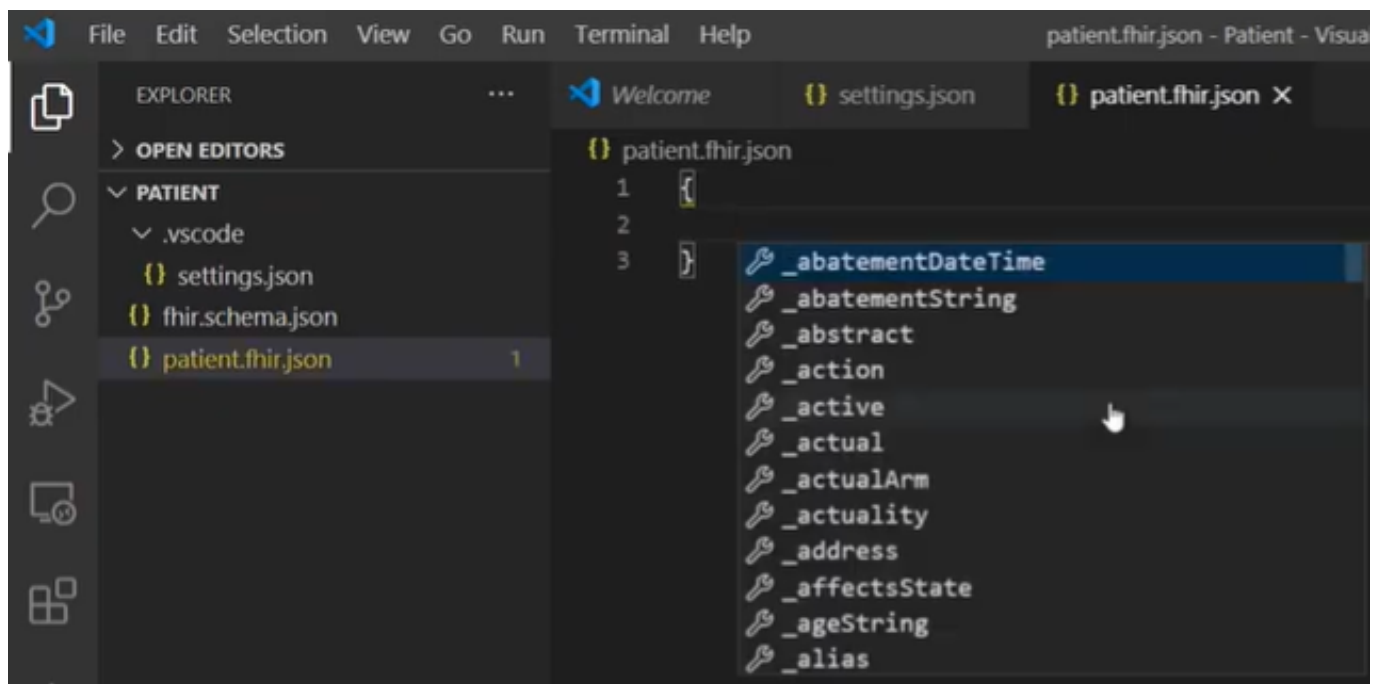 File Edit Selection View Go Run Terminal Help patient.fhir.json - Patient - Visua
EXPLORER ...
Welcome {} settings.json {} patient.fhir.json ×
> OPEN EDITORS
PATIENT
.vscode
{} settings.json
{} fhir.schema.json
{} patient.fhir.json 1
{} patient.fhir.json
1 {
2
3 }
_abatementDateTime
_abatementString
_abstract
_action
_active
_actual
_actualArm
_actuality
_address
_affectsState
_ageString
_alias